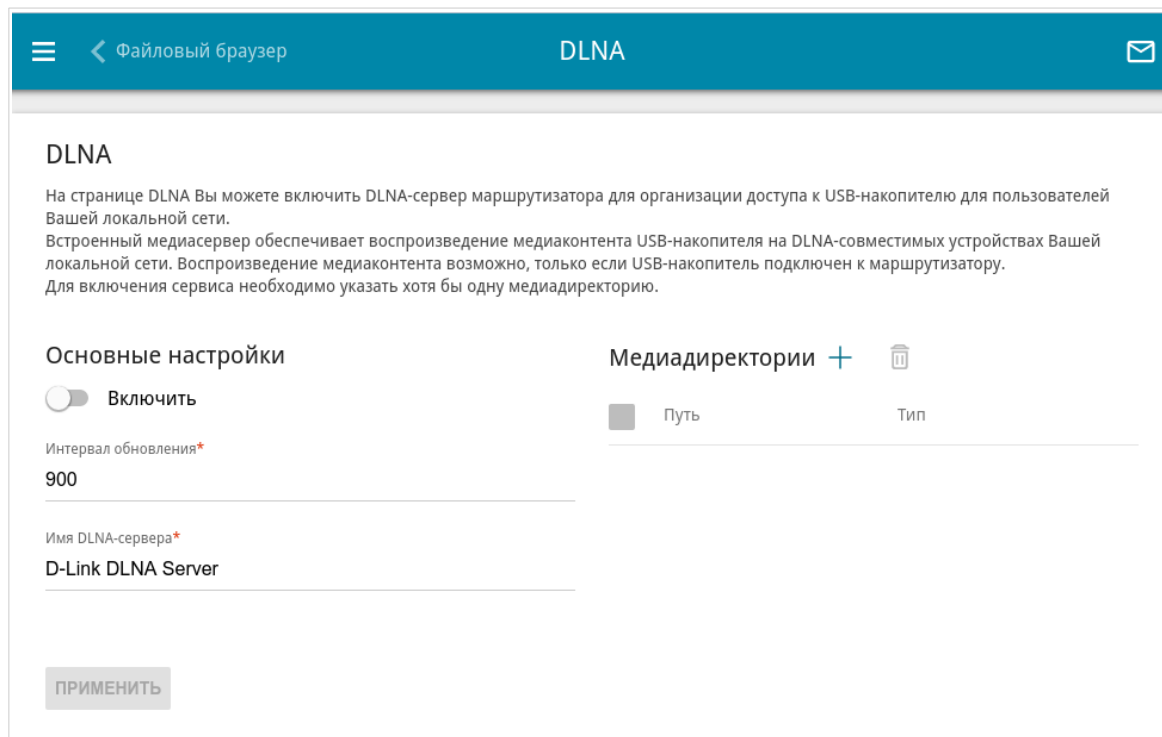 Файловый браузер
DLNA
DLNA
На странице DLNA Вы можете включить DLNA-сервер маршрутизатора для организации доступа к USB-накопителю для пользователей
Вашей локальной сети.
Встроенный медиасервер обеспечивает воспроизведение медиаконтента USB-накопителя на DLNA-совместимых устройствах Вашей
локальной сети. Воспроизведение медиаконтента возможно, только если USB-накопитель подключен к маршрутизатору.
Для включения сервиса необходимо указать хотя бы одну медиадиректорию.
Основные настройки
Включить
Интервал обновления*
900
Имя DLNA-сервера*
D-Link DLNA Server
ПРИМЕНИТЬ
Медиадиректории
Путь Тип